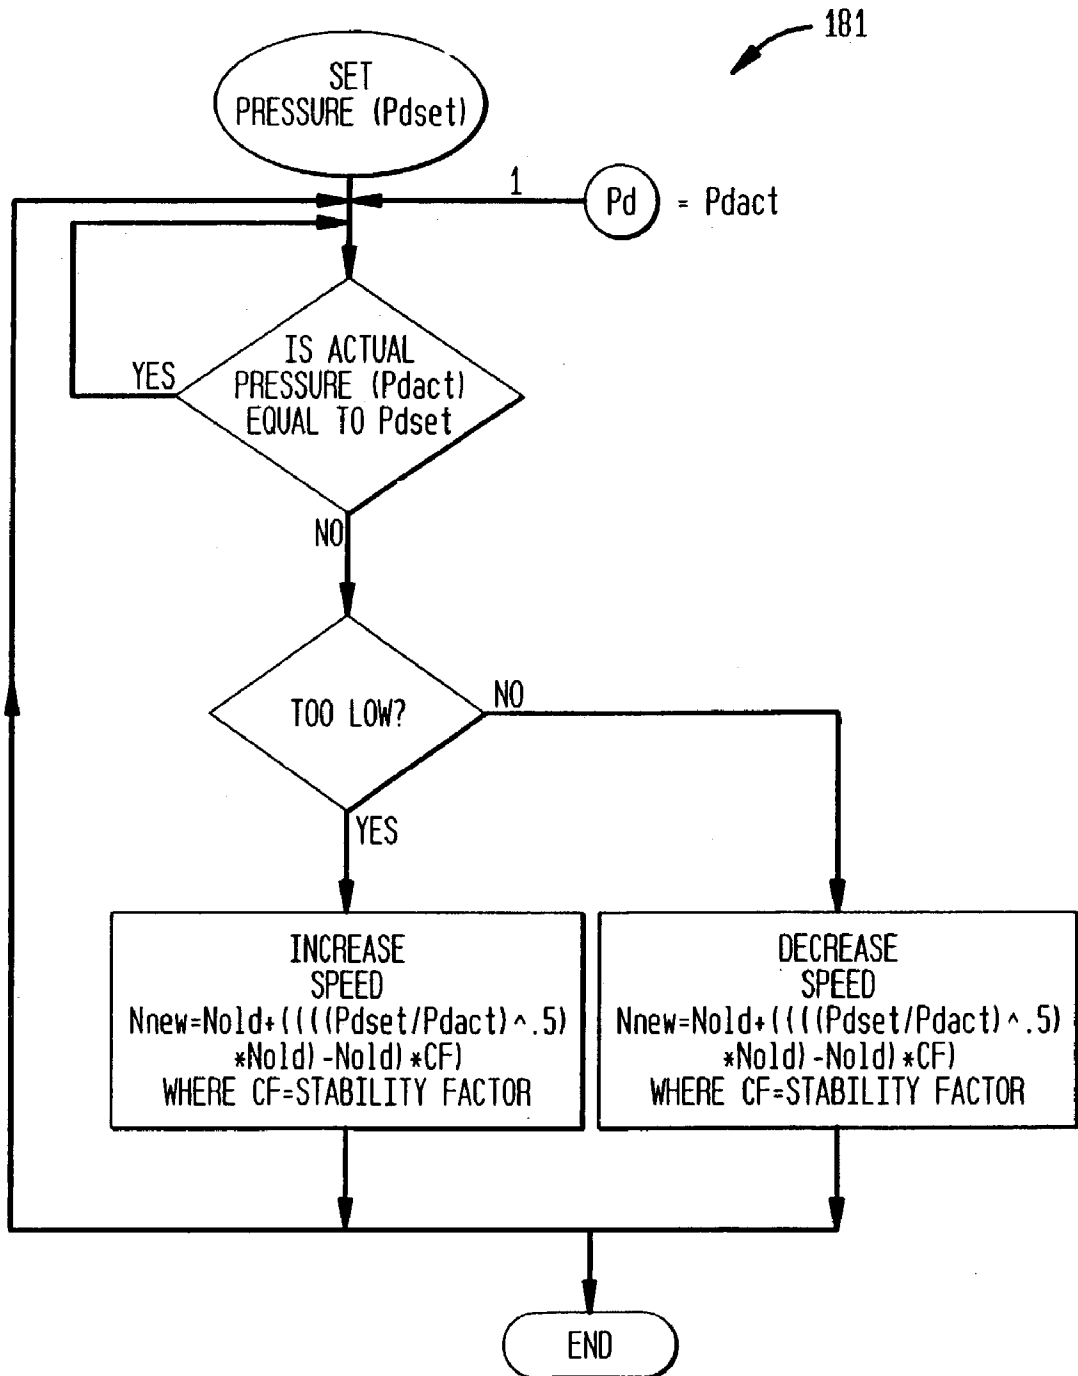 181
SET
PRESSURE (Pdset)
1
Pd = Pdact
IS ACTUAL
PRESSURE (Pdact)
EQUAL TO Pdset
YES
NO
TOO LOW?
NO
YES
INCREASE
SPEED
Nnew=Nold+((((Pdset/Pdact)^.5)
*Nold)-Nold)*CF)
WHERE CF=STABILITY FACTOR
DECREASE
SPEED
Nnew=Nold+((((Pdset/Pdact)^.5)
*Nold)-Nold)*CF)
WHERE CF=STABILITY FACTOR
END